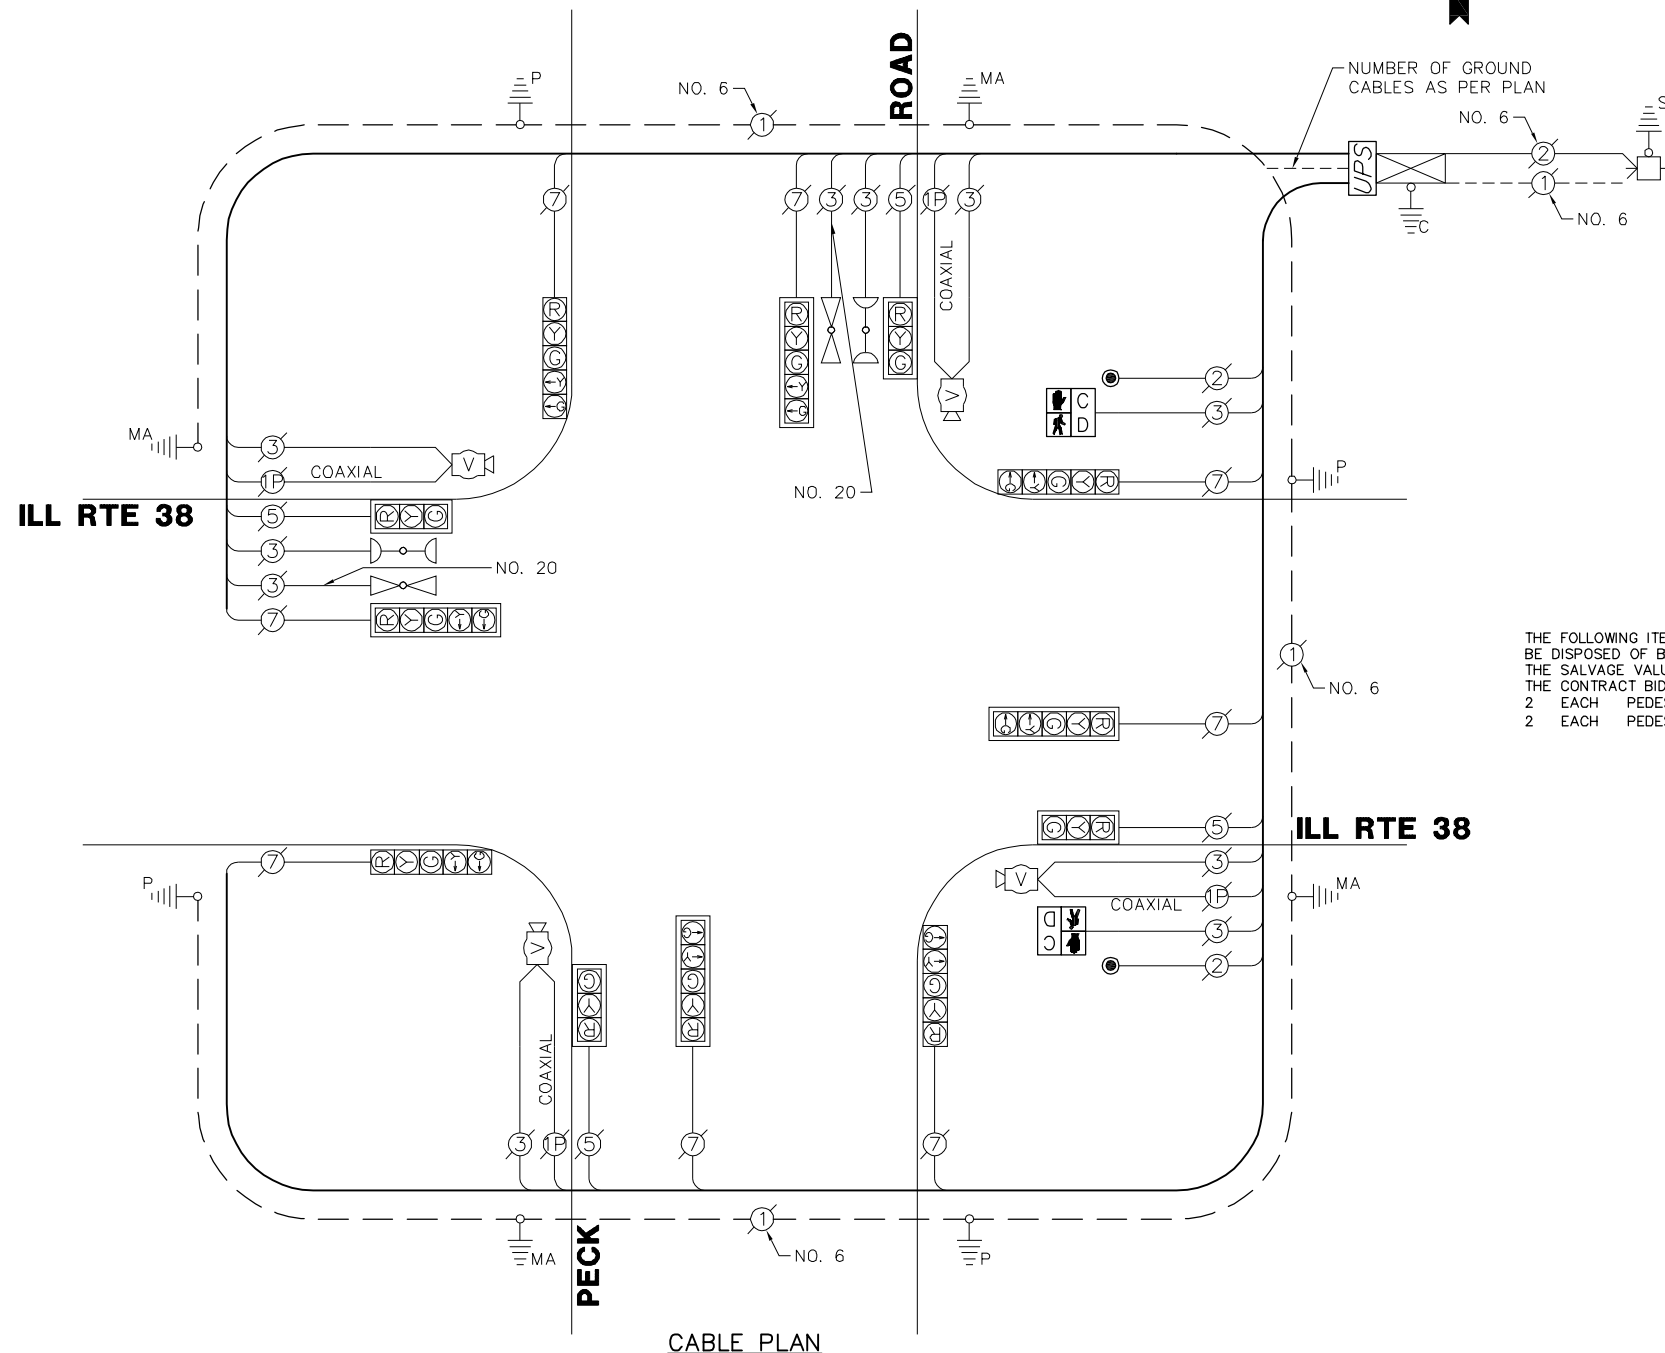 ROAD
P
NO. 6
1
MA
NUMBER OF GROUND
CABLES AS PER PLAN
NO. 6
S
2
UPS
1
NO. 6
C
7
7
3
3
5
1P
3
COAXIAL
R
Y
G
Y
G
R
Y
G
Y
G
R
Y
G
V
2
C
D
3
MA
3
COAXIAL
1P
V
NO. 20
G Y G Y R
7
P
ILL RTE 38
5
R Y G
3
NO. 20
3
7
R Y G Y G
1
NO. 6
THE FOLLOWING ITE
BE DISPOSED OF B
THE SALVAGE VALU
THE CONTRACT BID
2 EACH PEDES
2 EACH PEDES
G Y G Y R
7
G Y R
5
ILL RTE 38
7
R Y G Y G
P
V
3
1P
COAXIAL
MA
D
C
3
2
V
COAXIAL
G
Y
R
G
Y
G
Y
R
G
Y
G
Y
R
3
1P
5
7
7
MA
PECK
1
NO. 6
P
CABLE PLAN